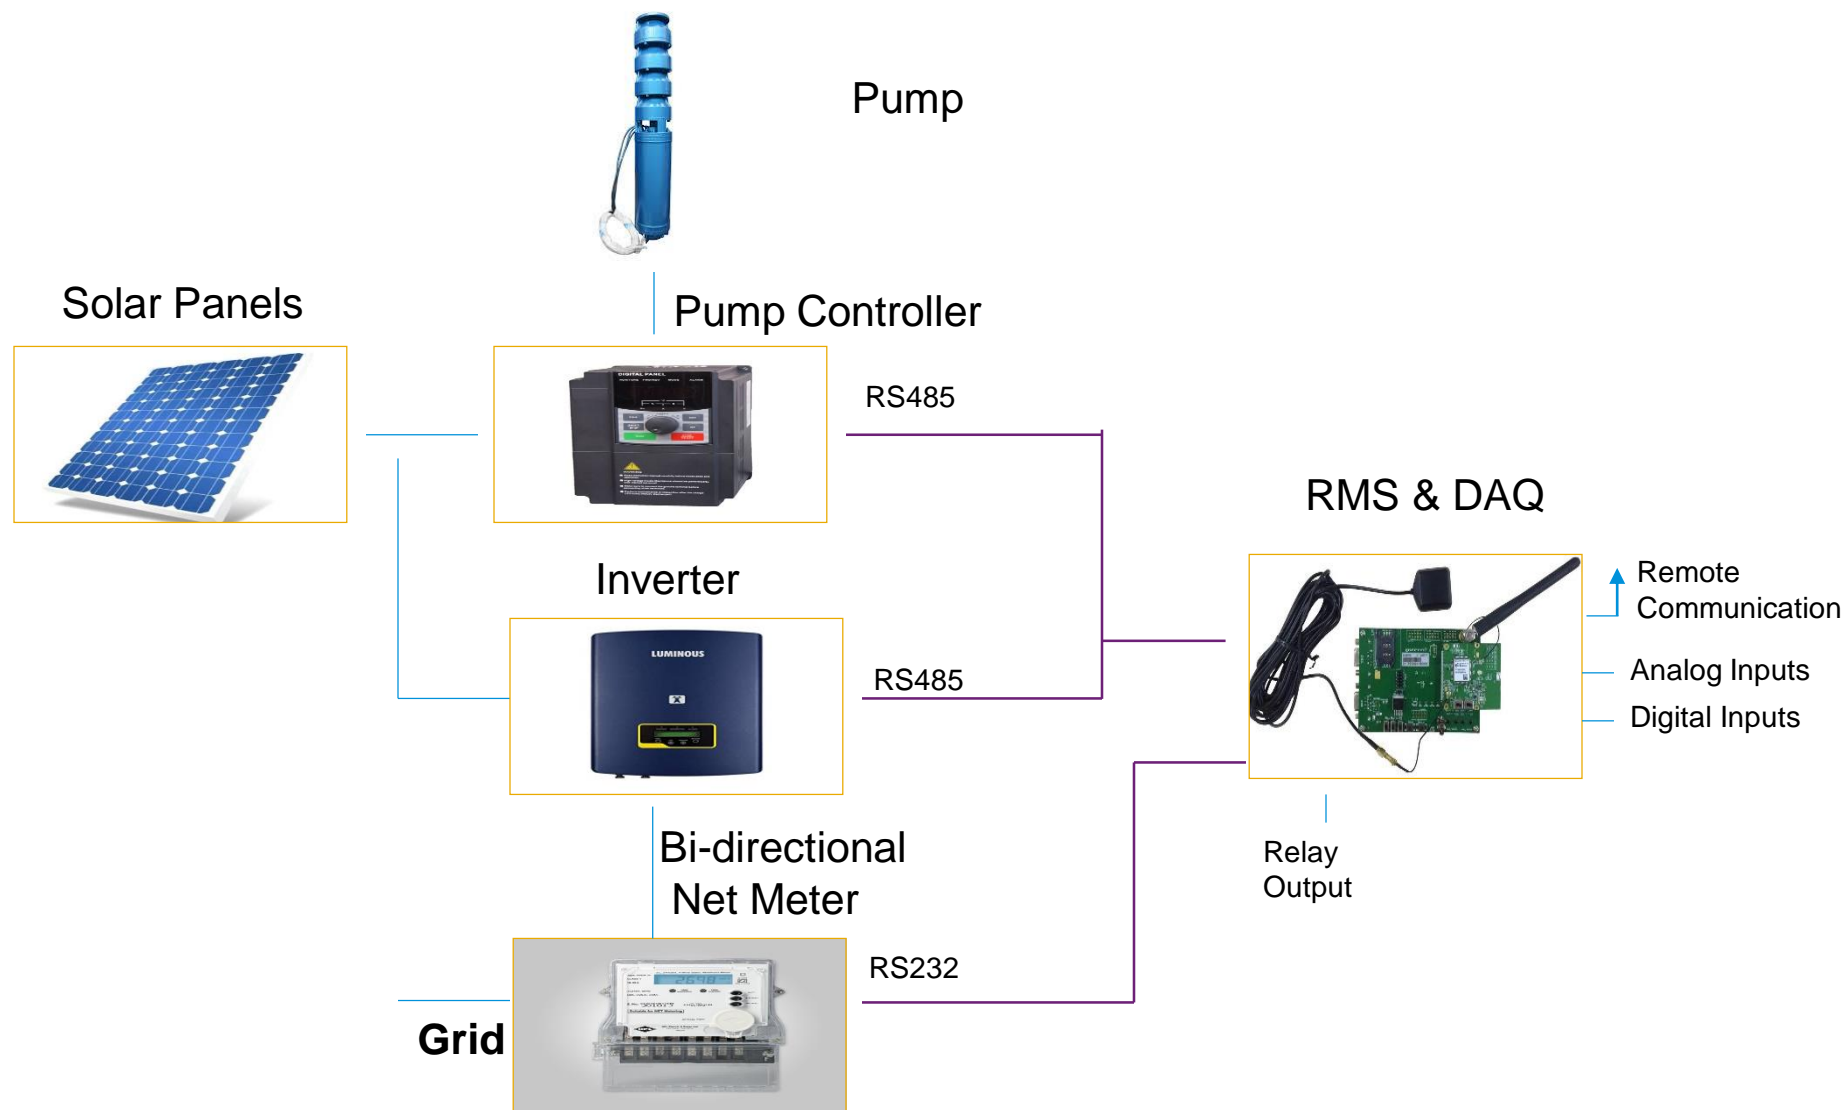 Pump
Solar Panels
Pump Controller
DIGITAL PANEL
RS485
RMS & DAQ
Inverter
Remote
Communication
LUMINOUS
X
RS485
Analog Inputs
Digital Inputs
Bi-directional
Net Meter
Relay
Output
RS232
Grid